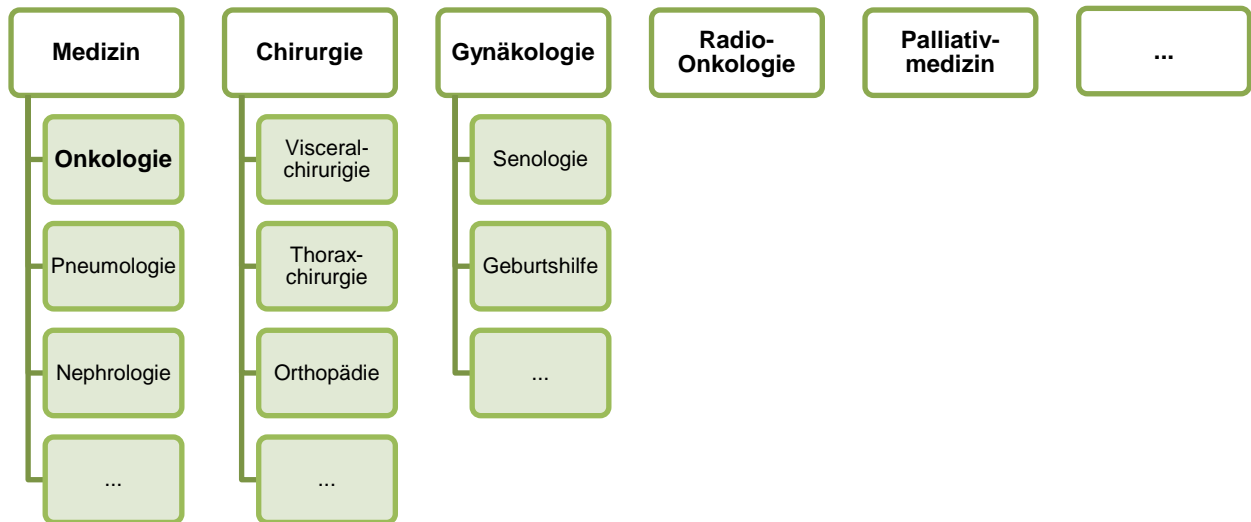 Medizin
Chirurgie
Gynäkologie
Radio-
Onkologie
Palliativ-
medizin
...
Onkologie
Pneumologie
Nephrologie
...
Visceral-
chirurigie
Thorax-
chirurgie
Orthopädie
...
Senologie
Geburtshilfe
...